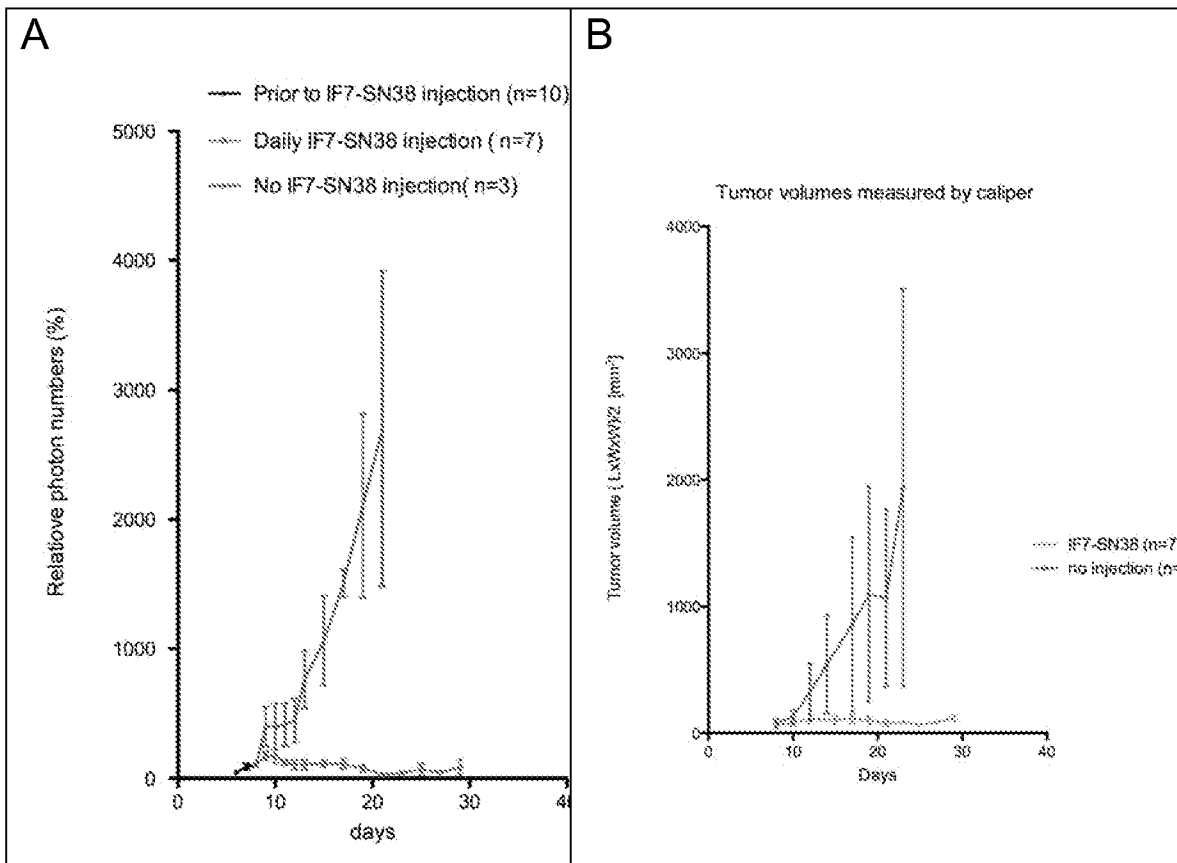 A
Prior to IF7-SN38 injection (n=10)
Daily IF7-SN38 injection ( n=7)
No IF7-SN38 injection( n=3)
5000
4000
3000
2000
1000
0
Relative photon numbers (%)
0 10 20 30 40
days
B
Tumor volumes measured by caliper
4000
3000
2000
1000
0
Tumor volume ( LxWxW)/2 [mm³]
0 10 20 30 40
Days
IF7-SN38 (n=7
no injection (n=